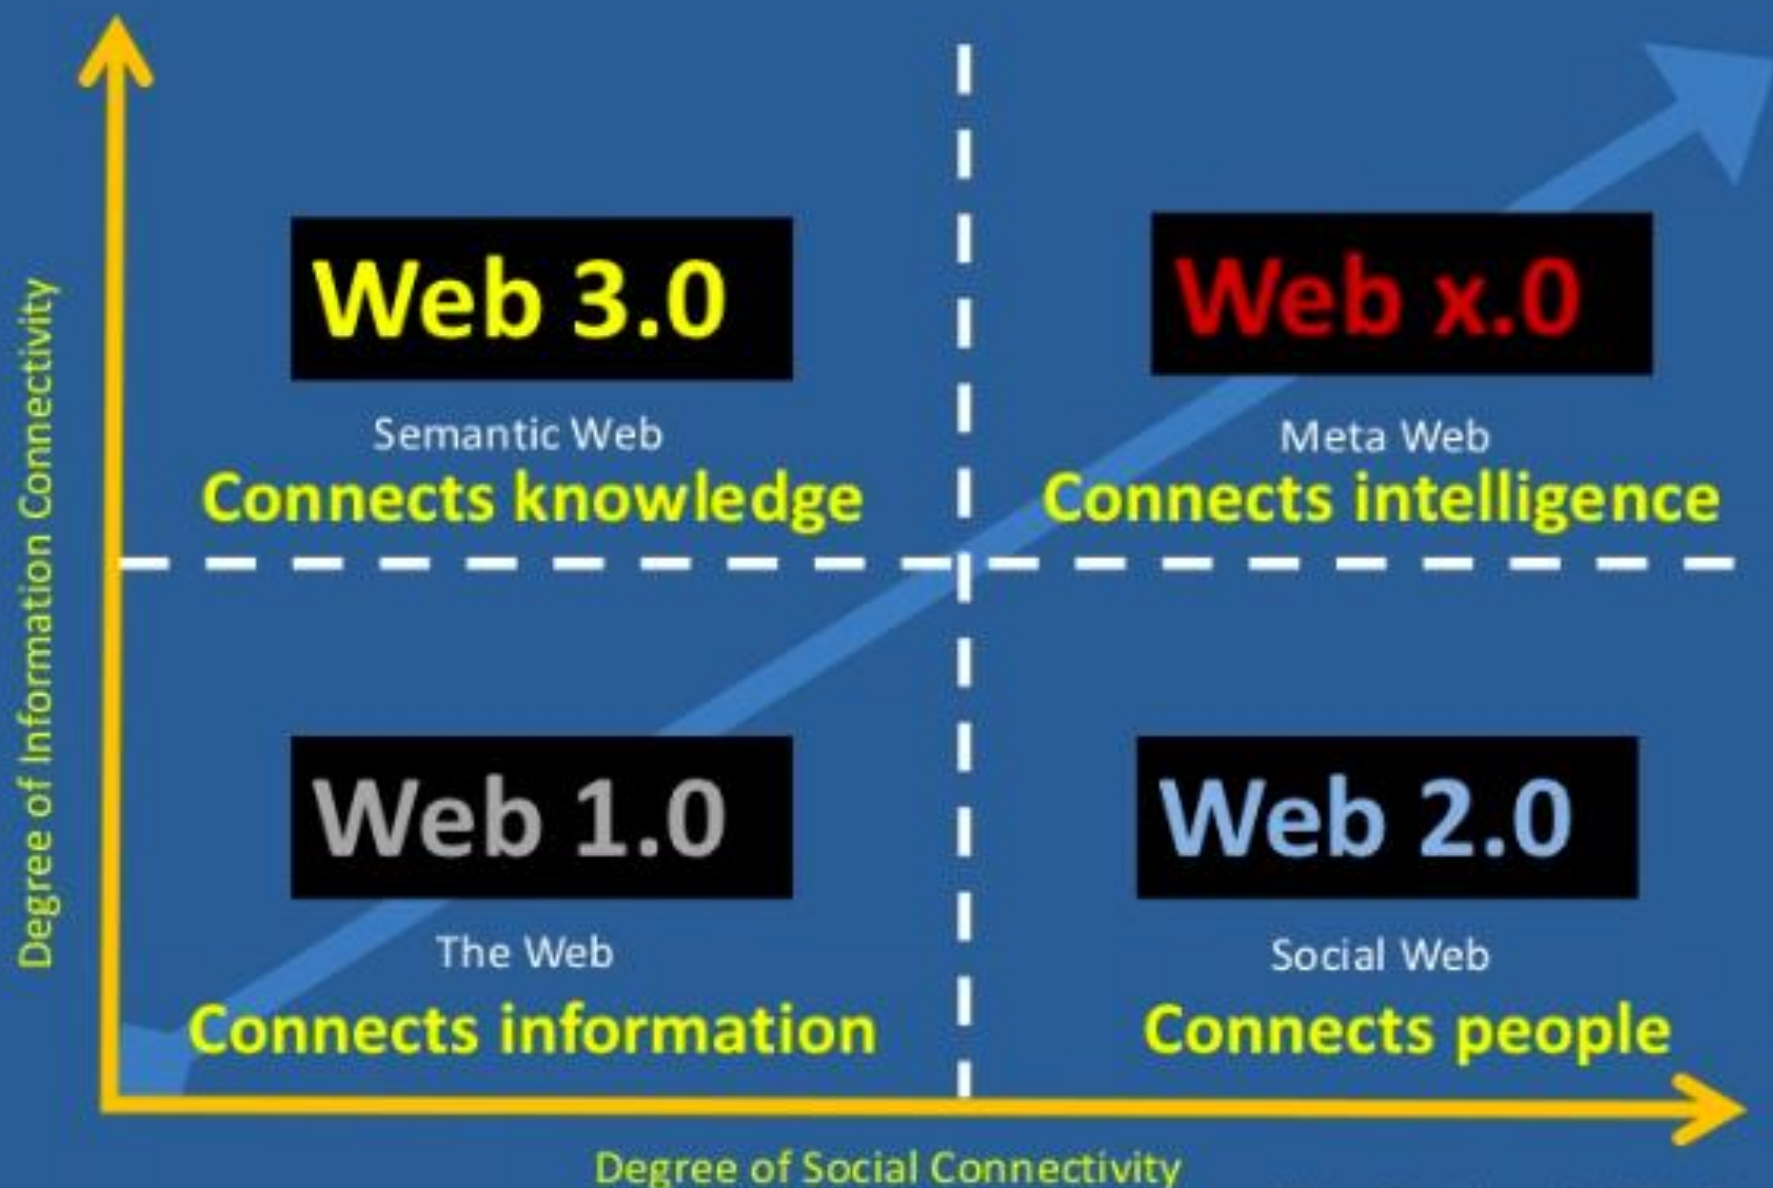 Degree of Information Connectivity
Web 3.0
Semantic Web
Connects knowledge
Web x.0
Meta Web
Connects intelligence
Web 1.0
The Web
Connects information
Web 2.0
Social Web
Connects people
Degree of Social Connectivity